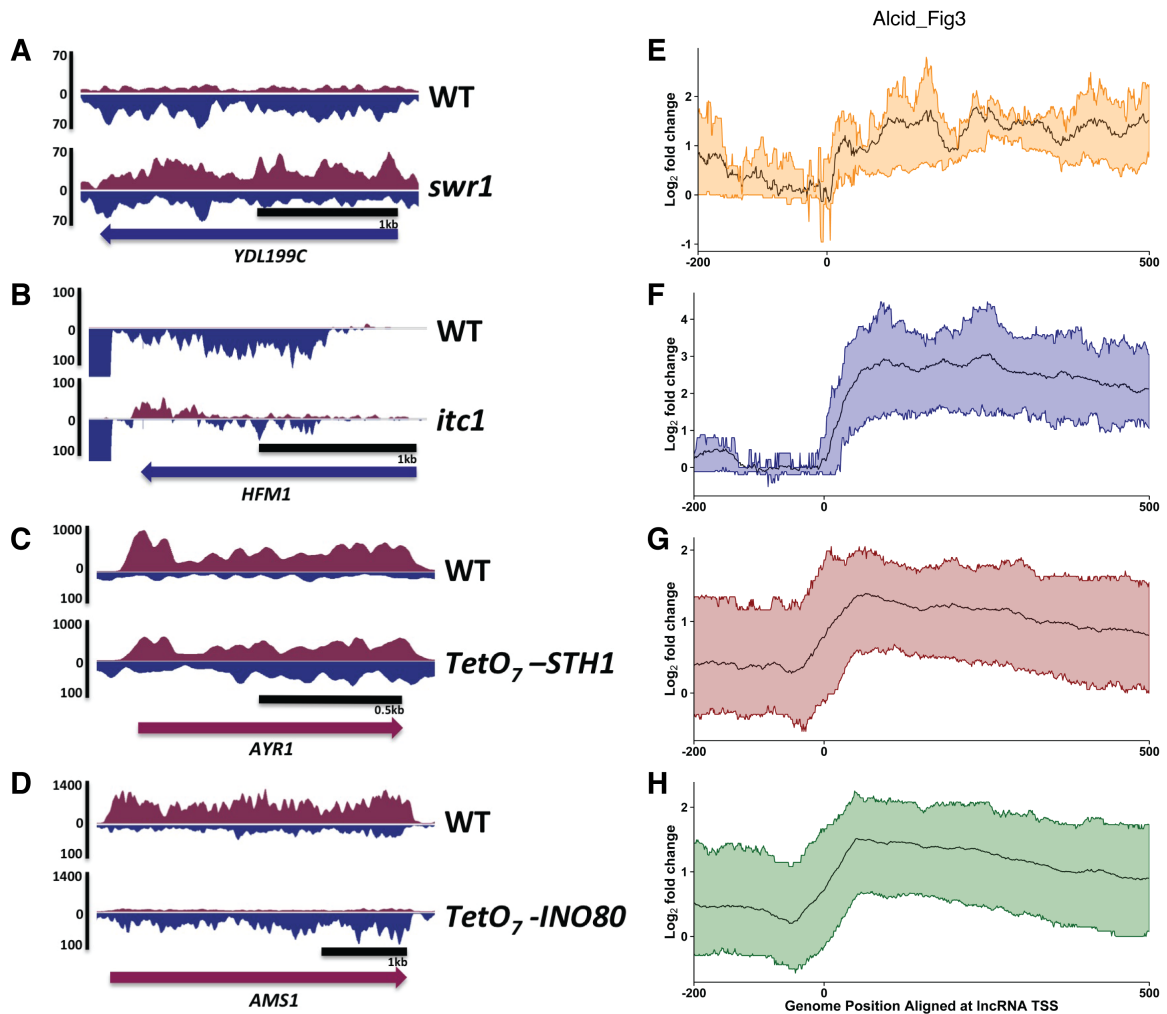 Alcid_Fig3
A
70
0
70
WT
70
0
70
swr1
1kb
YDL199C
B
100
0
100
WT
100
0
100
itc1
1kb
HFM1
C
1000
0
100
WT
1000
0
100
TetO7 –STH1
0.5kb
AYR1
D
1400
0
100
WT
1400
0
100
TetO7 -INO80
1kb
AMS1
E
Log2 fold change
2
1
0
-1
-200 0 500
F
Log2 fold change
4
3
2
1
0
-200 0 500
G
Log2 fold change
2
1
0
-200 0 500
H
Log2 fold change
2
1
0
-200 0 500
Genome Position Aligned at lncRNA TSS